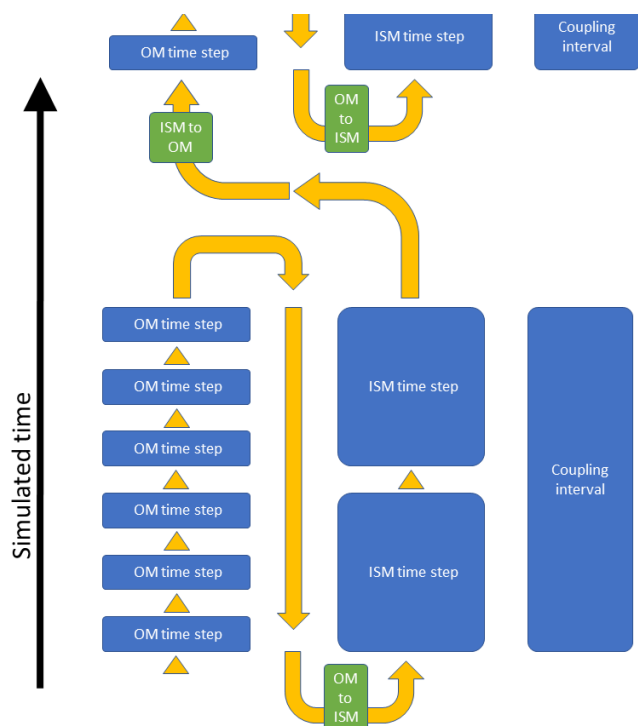 OM time step
ISM time step
Coupling
interval
OM
to
ISM
ISM to
OM
Simulated time
OM time step
OM time step
OM time step
OM time step
OM time step
OM time step
ISM time step
ISM time step
Coupling
interval
OM
to
ISM